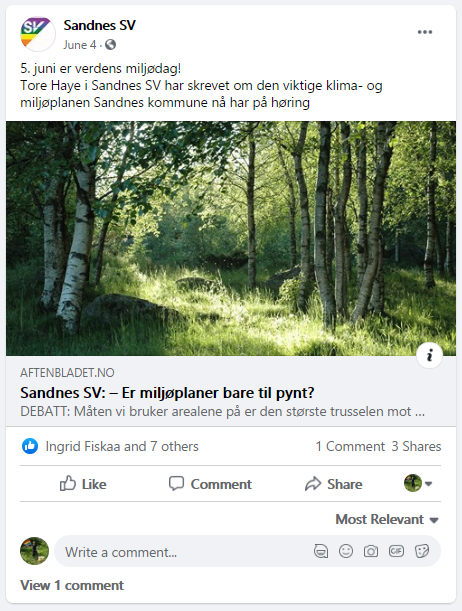 Sandnes SV
June 4 ·
5. juni er verdens miljødag!
Tore Haye i Sandnes SV har skrevet om den viktige klima- og
miljøplanen Sandnes kommune nå har på høring
AFTENBLADET.NO
Sandnes SV: – Er miljøplaner bare til pynt?
DEBATT: Måten vi bruker arealene på er den største trusselen mot ...
Ingrid Fiskaa and 7 others 1 Comment 3 Shares
Like Comment Share
Most Relevant
Write a comment... GIF
View 1 comment